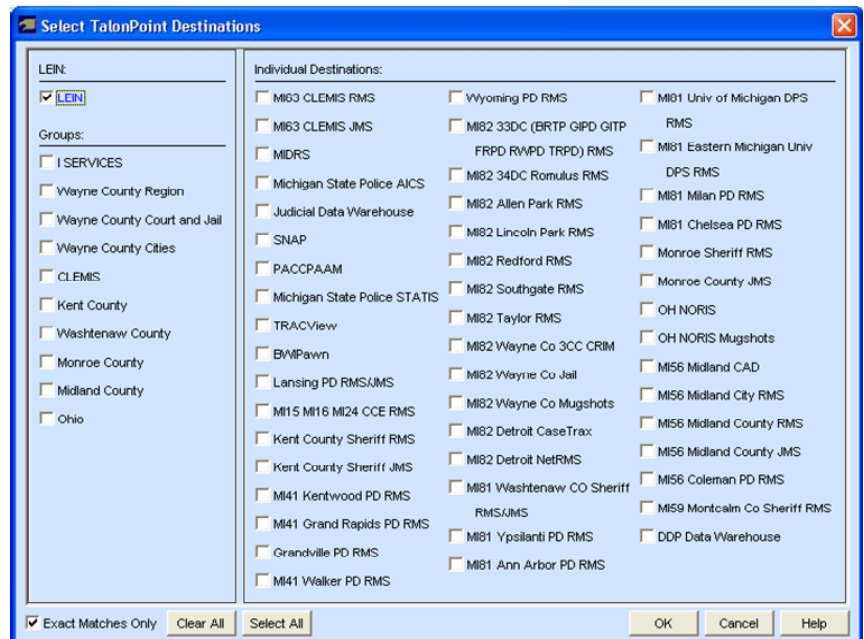 Select TalonPoint Destinations
LEIN:
LEIN
Groups:
I SERVICES
Wayne County Region
Wayne County Court and Jail
Wayne County Cities
CLEMIS
Kent County
Washtenaw County
Monroe County
Midland County
Ohio
Individual Destinations:
MI63 CLEMIS RMS
MI63 CLEMIS JMS
MIDRS
Michigan State Police AICS
Judicial Data Warehouse
SNAP
PACCPAAM
Michigan State Police STATIS
TRACView
BWIPawn
Lansing PD RMS/JMS
MI15 MI16 MI24 CCE RMS
Kent County Sheriff RMS
Kent County Sheriff JMS
MI41 Kentwood PD RMS
MI41 Grand Rapids PD RMS
Grandville PD RMS
MI41 Walker PD RMS
Wyoming PD RMS
MI82 33DC (BRTP GIPD GITP
FRPD RWPD TRPD) RMS
MI82 34DC Romulus RMS
MI82 Allen Park RMS
MI82 Lincoln Park RMS
MI82 Redford RMS
MI82 Southgate RMS
MI82 Taylor RMS
MI82 Wayne Co 3CC CRIM
MI82 Wayne Co Jail
MI82 Wayne Co Mugshots
MI82 Detroit CaseTrax
MI82 Detroit NetRMS
MI81 Washtenaw CO Sheriff
RMS/JMS
MI81 Ypsilanti PD RMS
MI81 Ann Arbor PD RMS
MI81 Univ of Michigan DPS
RMS
MI81 Eastern Michigan Univ
DPS RMS
MI81 Milan PD RMS
MI81 Chelsea PD RMS
Monroe Sheriff RMS
Monroe County JMS
OH NORIS
OH NORIS Mugshots
MI56 Midland CAD
MI56 Midland City RMS
MI56 Midland County RMS
MI56 Midland County JMS
MI56 Coleman PD RMS
MI59 Montcalm Co Sheriff RMS
DDP Data Warehouse
Exact Matches Only
Clear All
Select All
OK
Cancel
Help